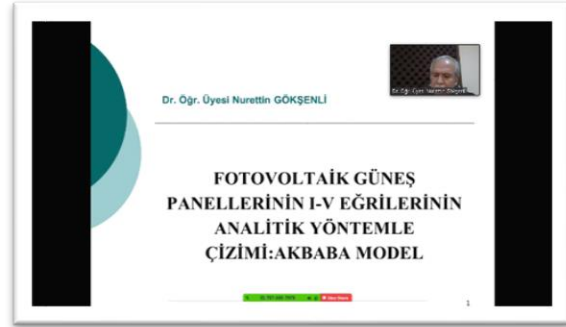 Dr. Öğr. Üyesi Nurettin GÖKŞENLİ
FOTOVOLTAİK GÜNEŞ
PANELLERİNİN I-V EĞRİLERİNİN
ANALİTİK YÖNTEMLE
ÇİZİMİ:AKBABA MODEL
1